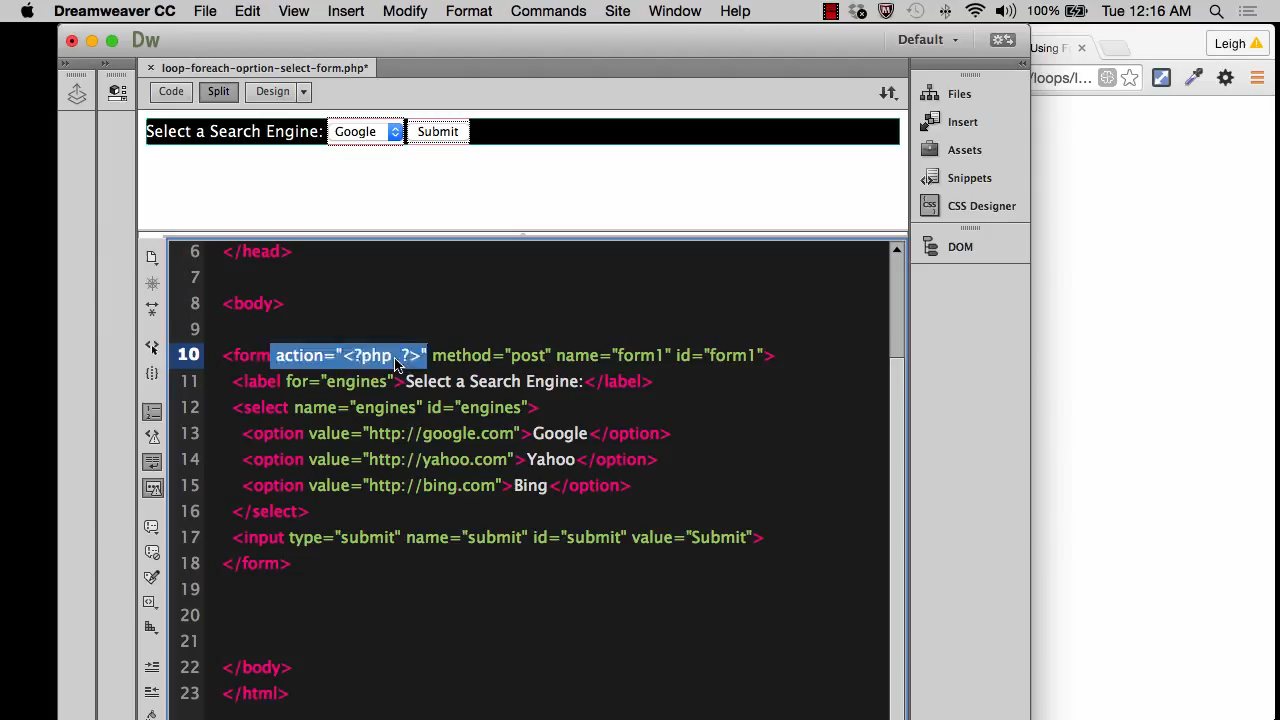 Dreamweaver CC File Edit View Insert Modify Format Commands Site Window Help 100% Tue 12:16 AM
Dw Default
Using F × Leigh
loop-foreach-oprtion-select-form.php*
/loops/l...
Code Split Design
Select a Search Engine: Google Submit
Files
Insert
Assets
Snippets
CSS Designer
DOM
6 </head>
7
8 <body>
9
10 <form action="<?php ?>" method="post" name="form1" id="form1">
11 <label for="engines">Select a Search Engine:</label>
12 <select name="engines" id="engines">
13 <option value="http://google.com">Google</option>
14 <option value="http://yahoo.com">Yahoo</option>
15 <option value="http://bing.com">Bing</option>
16 </select>
17 <input type="submit" name="submit" id="submit" value="Submit">
18 </form>
19
20
21
22 </body>
23 </html>